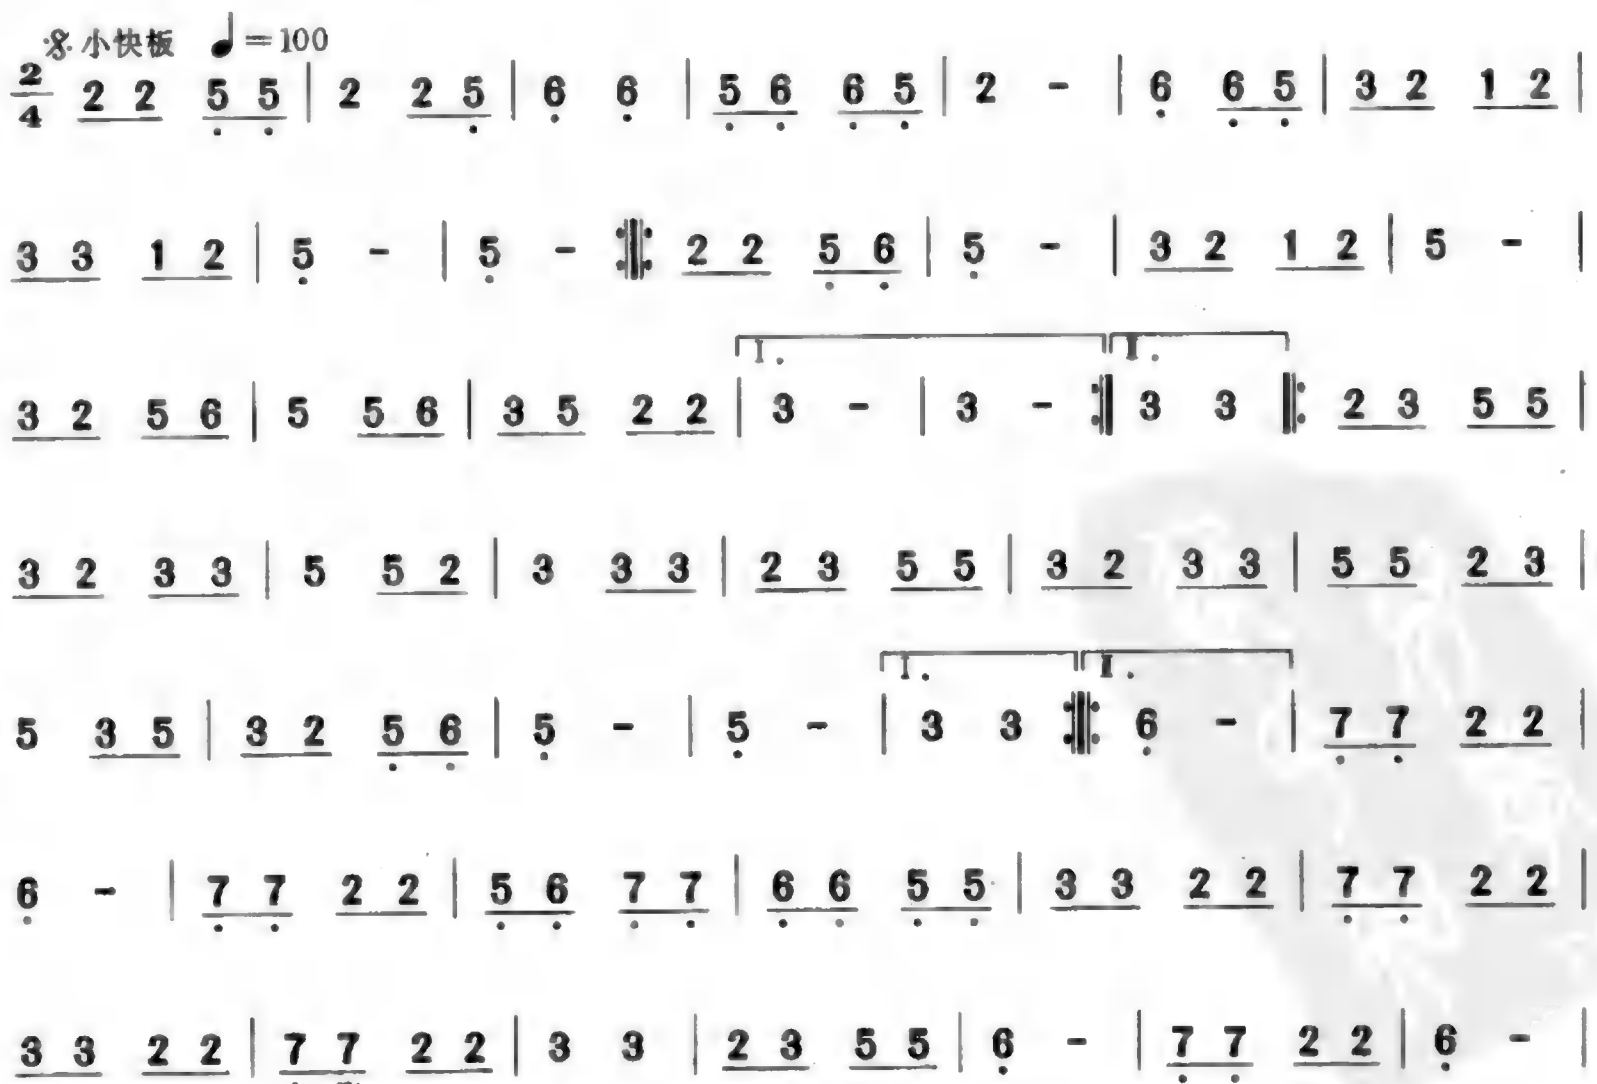 𝄋 小快板 ♩=100
2/4 2 2 5̣ 5̣ | 2 2 5̣ | 6̣ 6̣ | 5̣ 6̣ 6̣ 5̣ | 2 - | 6̣ 6̣ 5̣ | 3 2 1 2 |
3 3 1 2 | 5̣ - | 5̣ - :‖: 2 2 5̣ 6̣ | 5̣ - | 3 2 1 2 | 5 - |
I. II.
3 2 5 6 | 5 5 6 | 3 5 2 2 | 3 - | 3 - :‖ 3 3 ‖: 2 3 5 5 |
3 2 3 3 | 5 5 2 | 3 3 3 | 2 3 5 5 | 3 2 3 3 | 5 5 2 3 |
I. II.
5 3 5 | 3 2 5̣ 6̣ | 5̣ - | 5̣ - | 3 3 :‖: 6̣ - | 7̣ 7̣ 2 2 |
6̣ - | 7̣ 7̣ 2 2 | 5̣ 6̣ 7̣ 7̣ | 6̣ 6̣ 5̣ 5̣ | 3 3 2 2 | 7̣ 7̣ 2 2 |
3 3 2 2 | 7̣ 7̣ 2 2 | 3 3 | 2 3 5 5 | 6̣ - | 7̣ 7̣ 2 2 | 6̣ - |